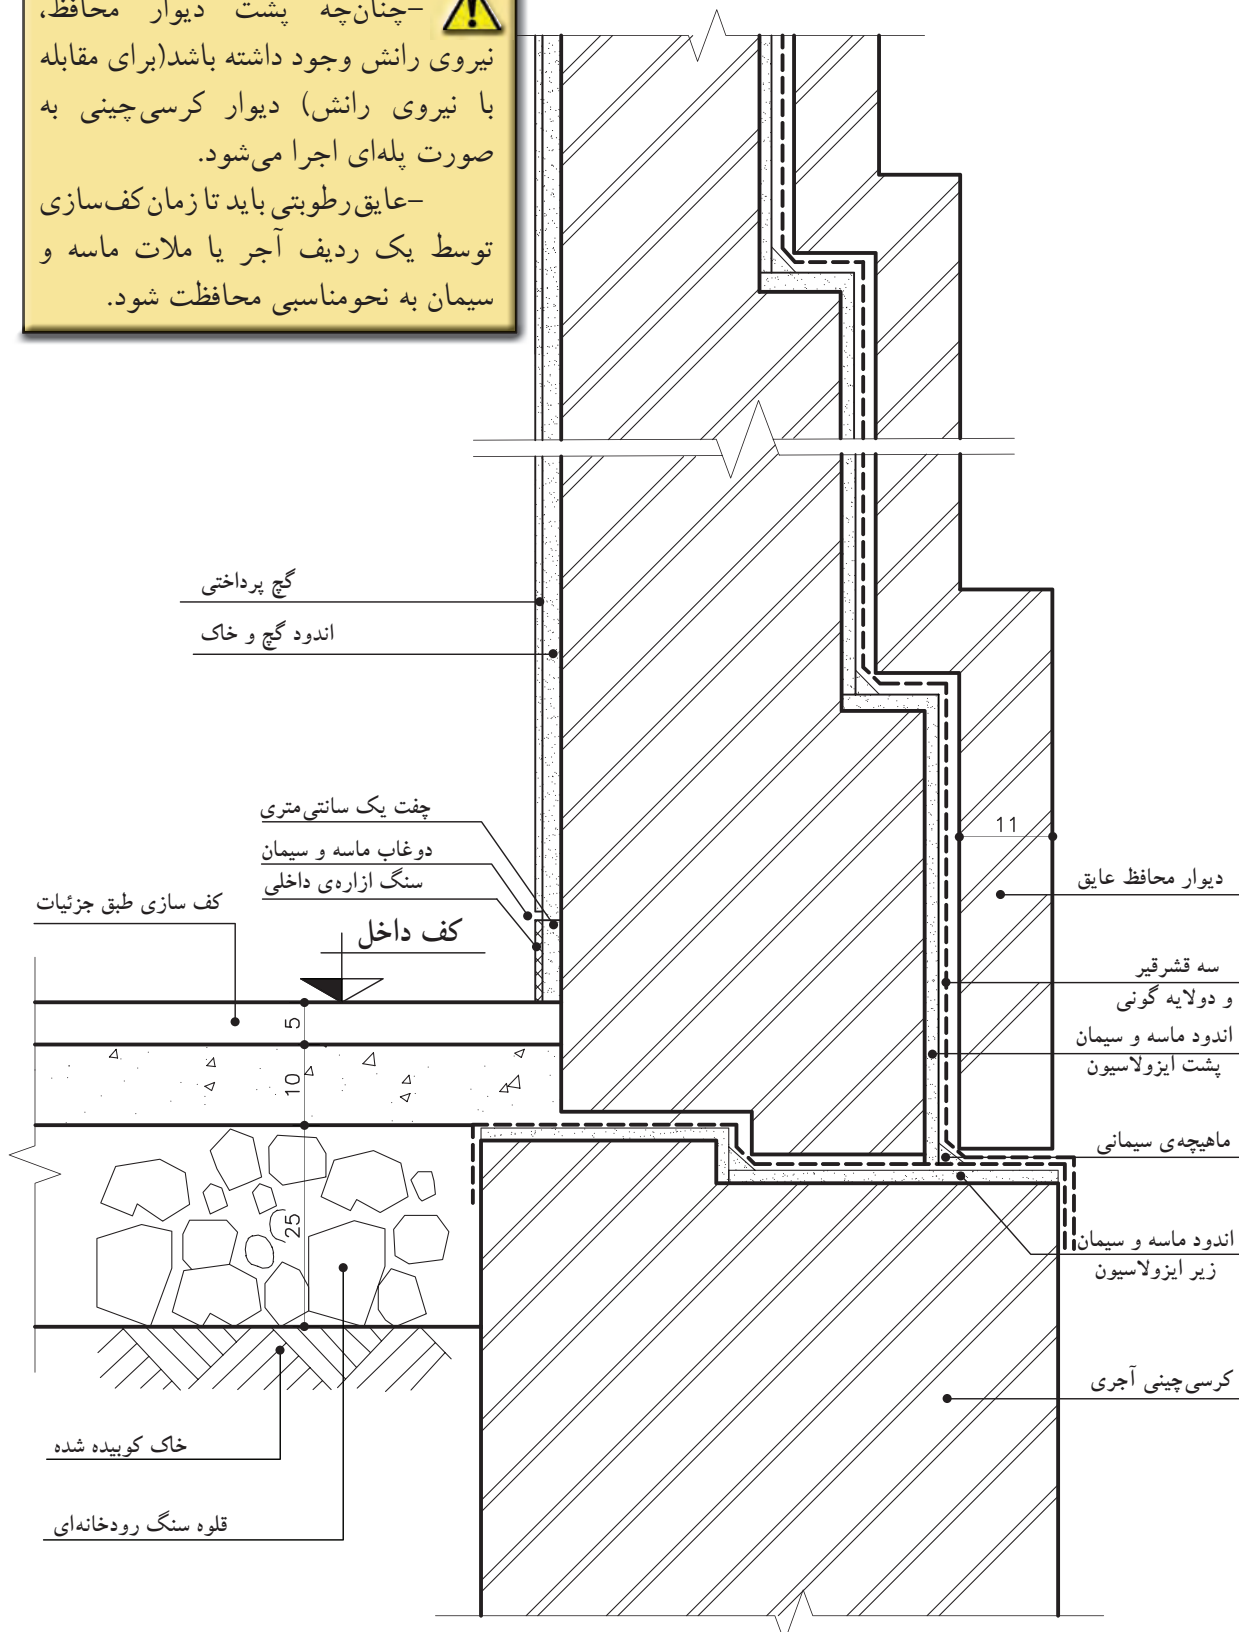 -چنان‌چه پشت دیوار محافظ،
نیروی رانش وجود داشته باشد(برای مقابله
با نیروی رانش) دیوار کرسی‌چینی به
صورت پله‌ای اجرا می‌شود.
-عایق رطوبتی باید تا زمان کف‌سازی
توسط یک ردیف آجر یا ملات ماسه و
سیمان به نحومناسبی محافظت شود.
گچ پرداختی
اندود گچ و خاک
چفت یک سانتی‌متری
دوغاب ماسه و سیمان
سنگ ازاره‌ی داخلی
کف سازی طبق جزئیات
کف داخل
5
10
25
خاک کوبیده شده
قلوه سنگ رودخانه‌ای
11
دیوار محافظ عایق
سه قشرقیر
و دولایه گونی
اندود ماسه و سیمان
پشت ایزولاسیون
ماهیچه‌ی سیمانی
اندود ماسه و سیمان
زیر ایزولاسیون
کرسی‌چینی آجری